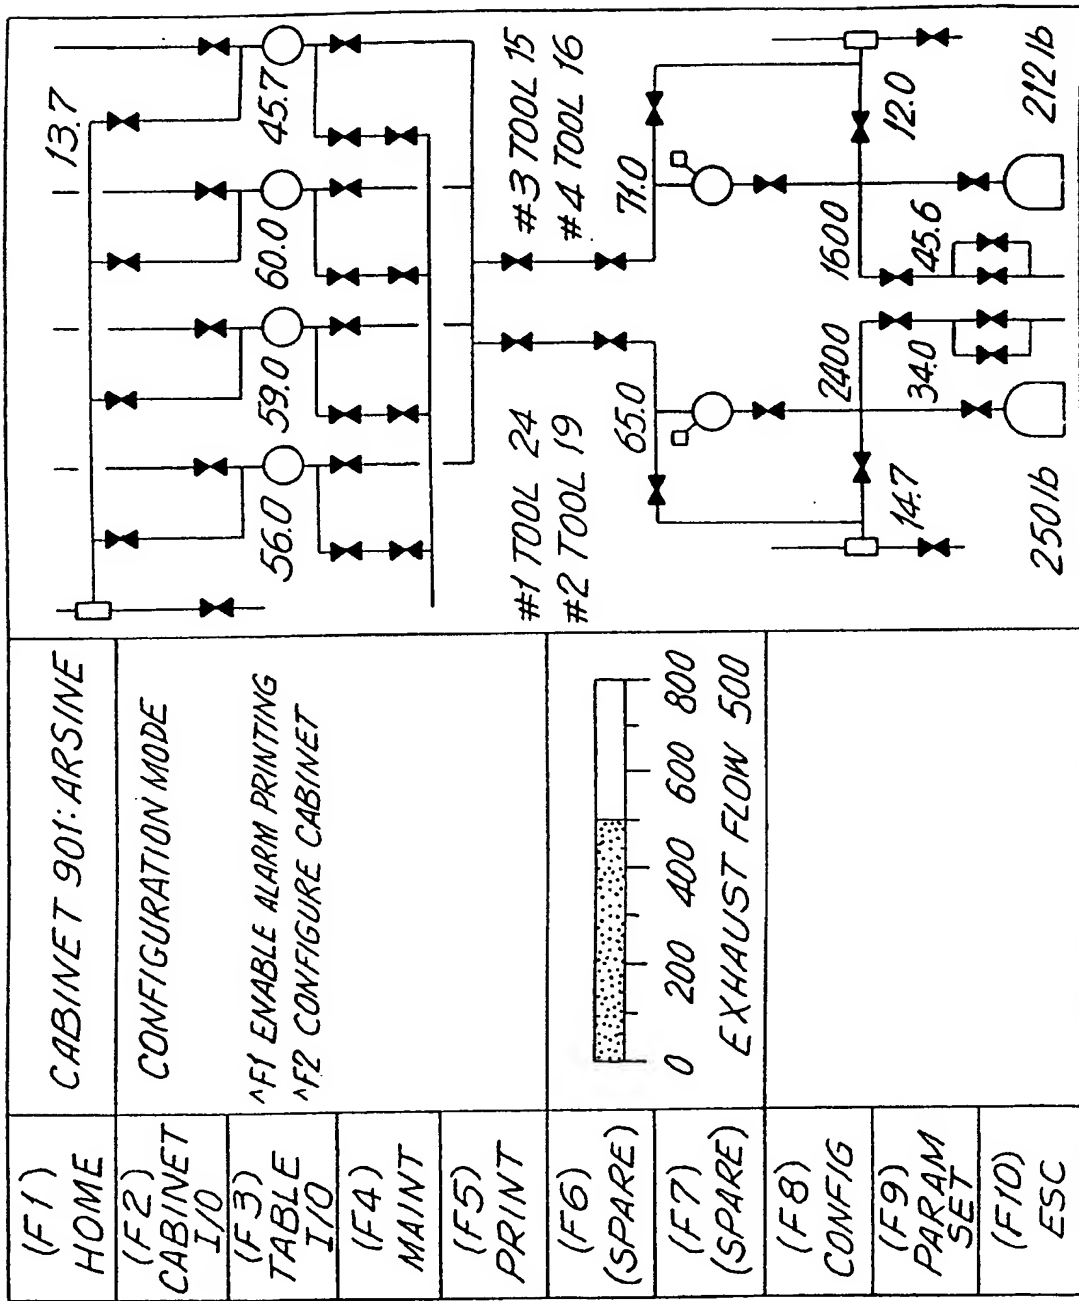 (F1)
HOME
(F2)
CABINET
I/O
(F3)
TABLE
I/O
(F4)
MAINT
(F5)
PRINT
(F6)
(SPARE)
(F7)
(SPARE)
(F8)
CONFIG
(F9)
PARAM
SET
(F10)
ESC
CABINET 901: ARSINE
CONFIGURATION MODE
^F1 ENABLE ALARM PRINTING
^F2 CONFIGURE CABINET
0 200 400 600 800
EXHAUST FLOW 500
13.7
56.0 59.0 60.0 45.7
#1 TOOL 24
#2 TOOL 19
#3 TOOL 15
#4 TOOL 16
65.0 71.0
2400 1600
14.7 34.0 45.6 12.0
250 lb 212 lb